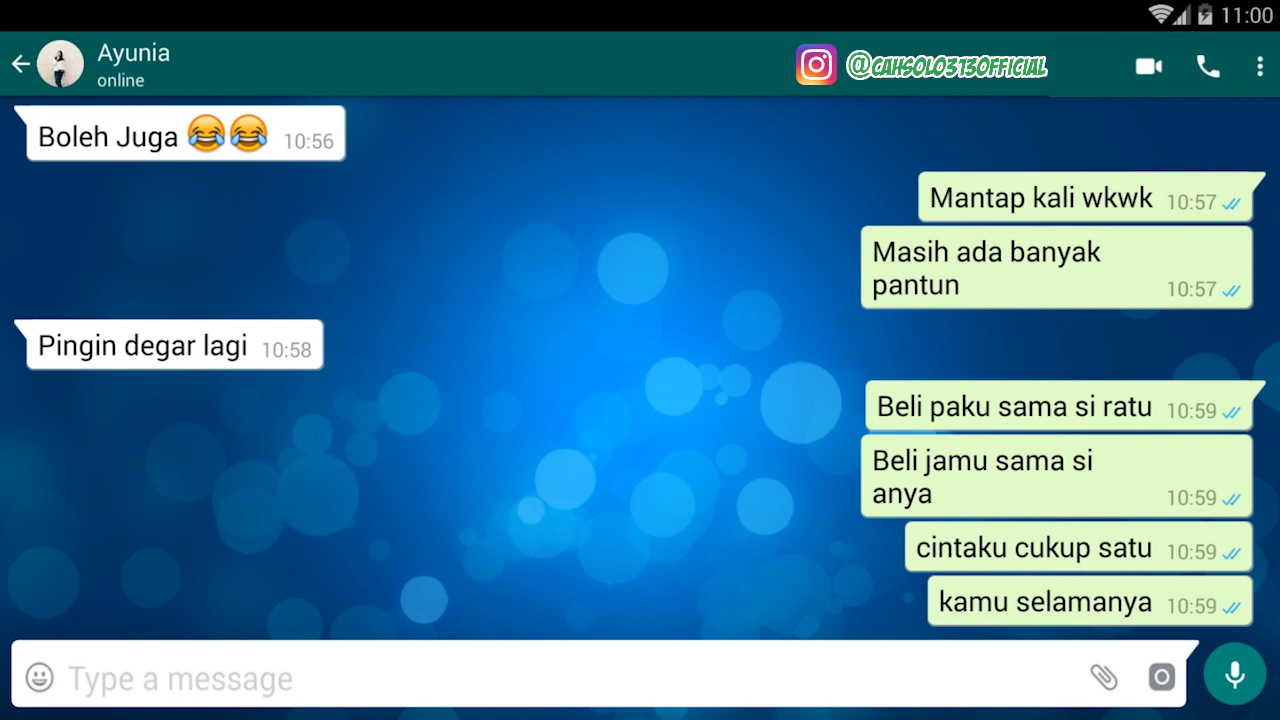 11:00
Ayunia
online
@CAHSOLO313OFFICIAL
Boleh Juga 😂😂 10:56
Mantap kali wkwk 10:57
Masih ada banyak
pantun 10:57
Pingin degar lagi 10:58
Beli paku sama si ratu 10:59
Beli jamu sama si
anya 10:59
cintaku cukup satu 10:59
kamu selamanya 10:59
Type a message